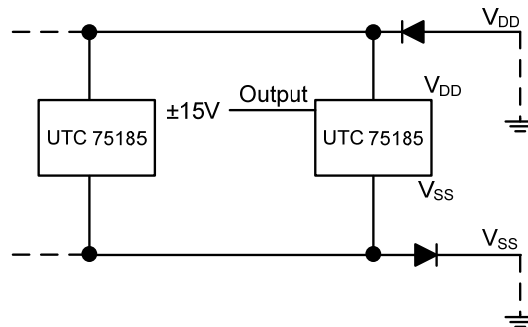 VDD
VDD
Output
±15V
UTC 75185
UTC 75185
VSS
VSS